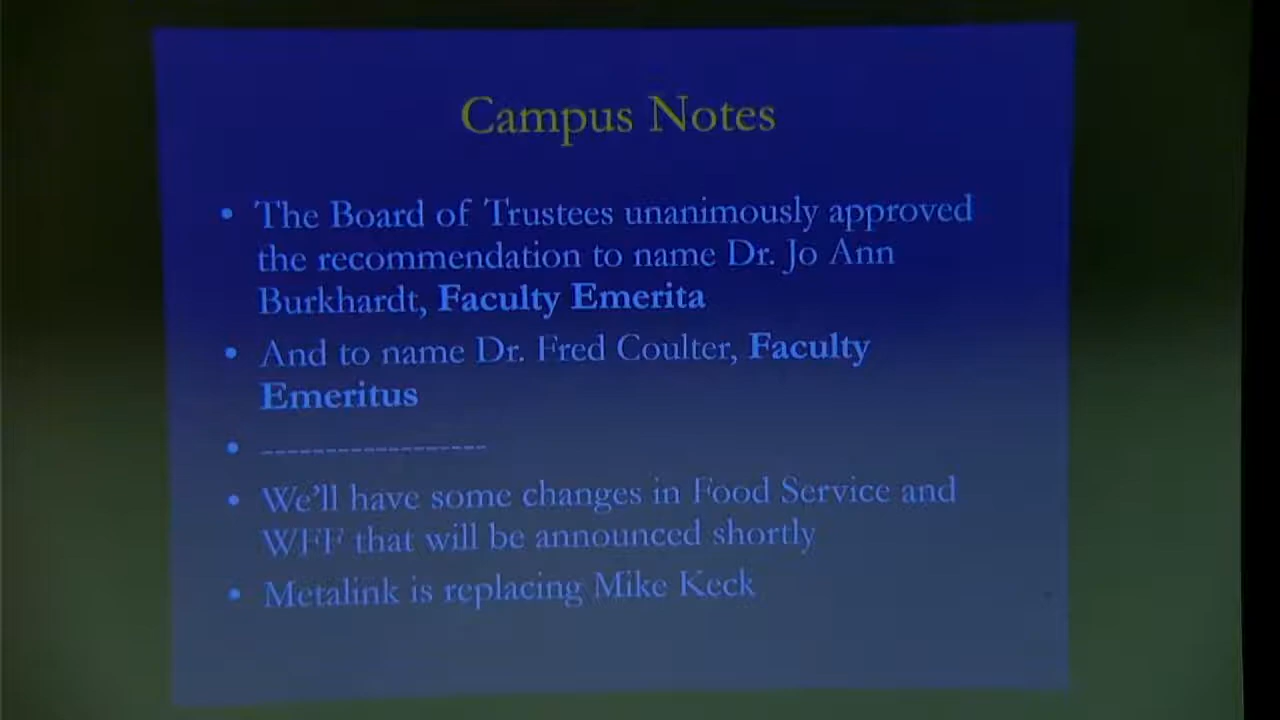 Campus Notes
• The Board of Trustees unanimously approved
the recommendation to name Dr. Jo Ann
Burkhardt, Faculty Emerita
• And to name Dr. Fred Coulter, Faculty
Emeritus
• -------------------
• We'll have some changes in Food Service and
WFF that will be announced shortly
• Metalink is replacing Mike Keck